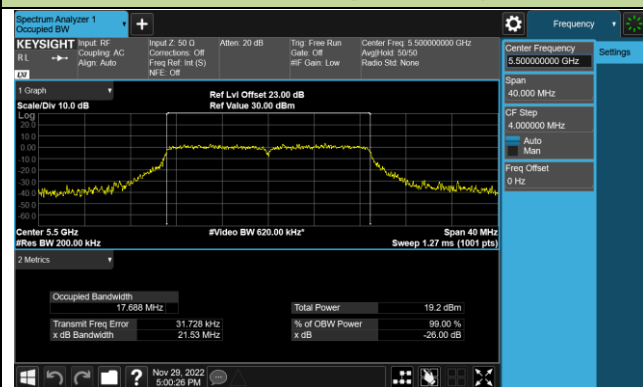 Spectrum Analyzer 1
Occupied BW
+
Frequency
KEYSIGHT Input: RF Input Z: 50 Ω Atten: 20 dB Trig: Free Run Center Freq: 5.500000000 GHz
RL Coupling: AC Corrections: Off Gate: Off Avg|Hold: 50/50
Align: Auto Freq Ref: Int (S) #IF Gain: Low Radio Std: None
NFE: Off
Center Frequency
5.500000000 GHz
Settings
Span
40.000 MHz
CF Step
4.000000 MHz
Auto
Man
Freq Offset
0 Hz
1 Graph
Ref Lvl Offset 23.00 dB
Scale/Div 10.0 dB Ref Value 30.00 dBm
Log
20.0
10.0
0.00
-10.0
-20.0
-30.0
-40.0
-50.0
-60.0
Center 5.5 GHz #Video BW 620.00 kHz* Span 40 MHz
#Res BW 200.00 kHz Sweep 1.27 ms (1001 pts)
2 Metrics
Occupied Bandwidth
17.688 MHz Total Power 19.2 dBm
Transmit Freq Error 31.728 kHz % of OBW Power 99.00 %
x dB Bandwidth 21.53 MHz x dB -26.00 dB
? Nov 29, 2022
5:00:26 PM